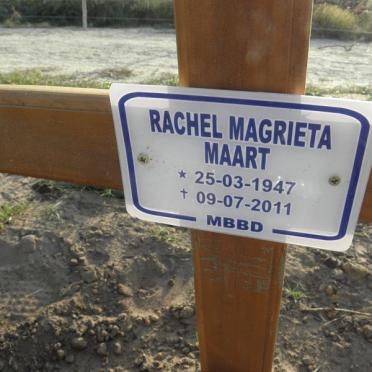 RACHEL MAGRIETA
MAART
* 25-03-1947
† 09-07-2011
MBBD